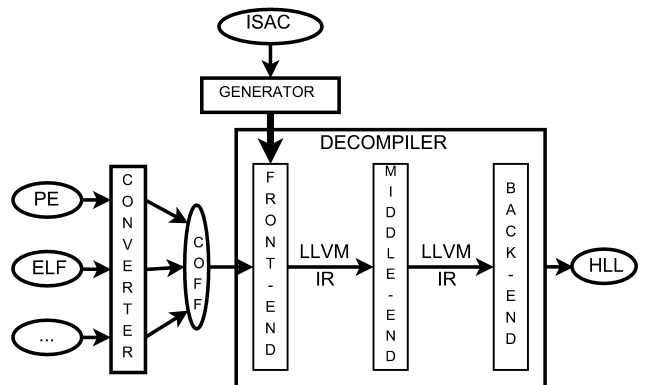 ISAC
GENERATOR
DECOMPILER
PE
ELF
...
CONVERTER
COFF
FRONT-END
LLVM
IR
MIDDLE-END
LLVM
IR
BACK-END
HLL